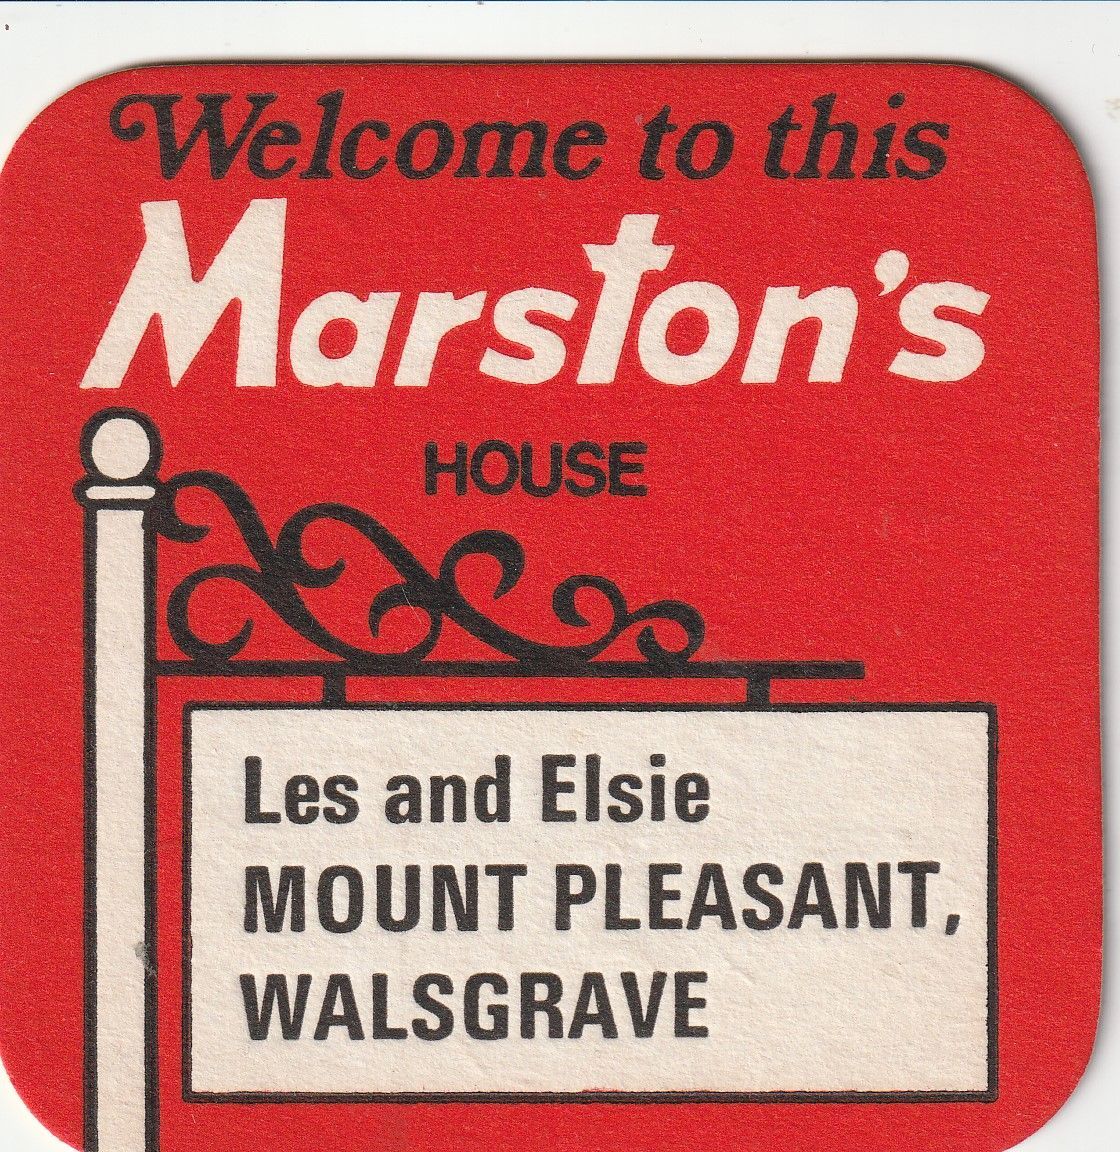 Welcome to this
Marston's
HOUSE
Les and Elsie
MOUNT PLEASANT,
WALSGRAVE